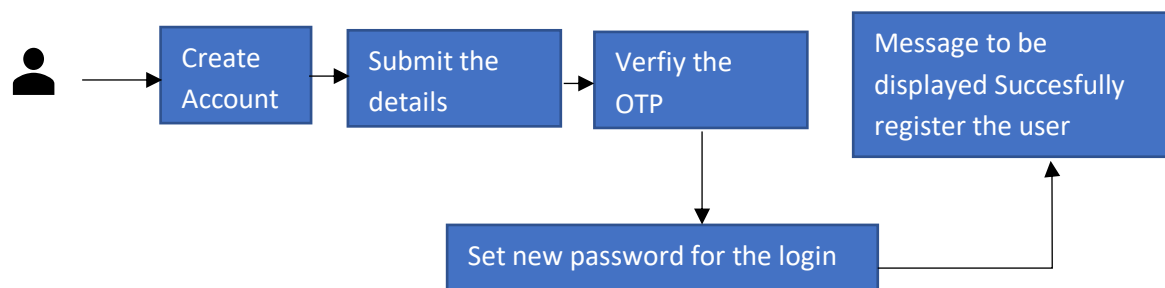 Create
Account
Submit the
details
Verfiy the
OTP
Set new password for the login
Message to be
displayed Succesfully
register the user